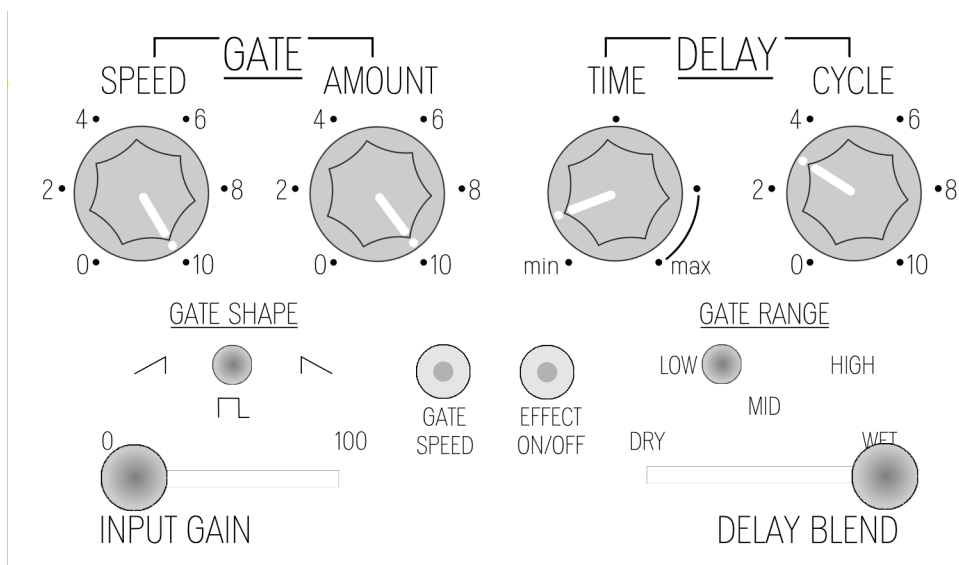 GATE
DELAY
SPEED
AMOUNT
TIME
CYCLE
4 6
4 6
4 6
2 8
2 8
2 8
0 10
0 10
min max
0 10
GATE SHAPE
GATE RANGE
LOW
HIGH
MID
GATE
SPEED
EFFECT
ON/OFF
0
100
DRY
WET
INPUT GAIN
DELAY BLEND